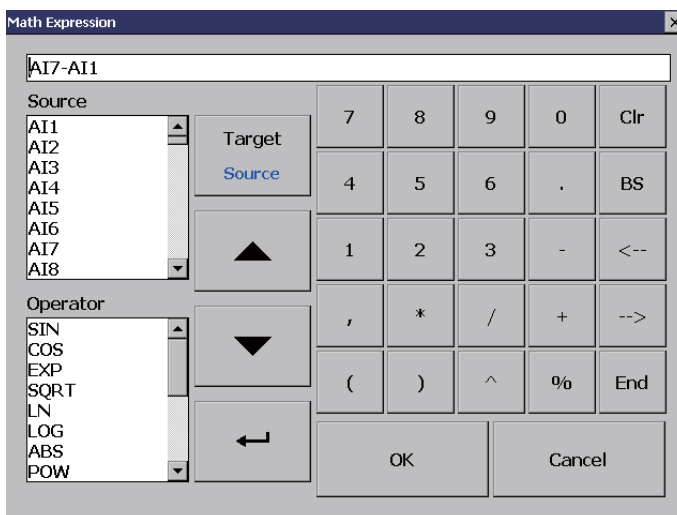 Math Expression
AI7-AI1
Source
AI1
AI2
AI3
AI4
AI5
AI6
AI7
AI8
Target
Source
7 8 9 0 Clr
4 5 6 . BS
1 2 3 - <--
, * / + -->
( ) ^ % End
Operator
SIN
COS
EXP
SQRT
LN
LOG
ABS
POW
OK Cancel